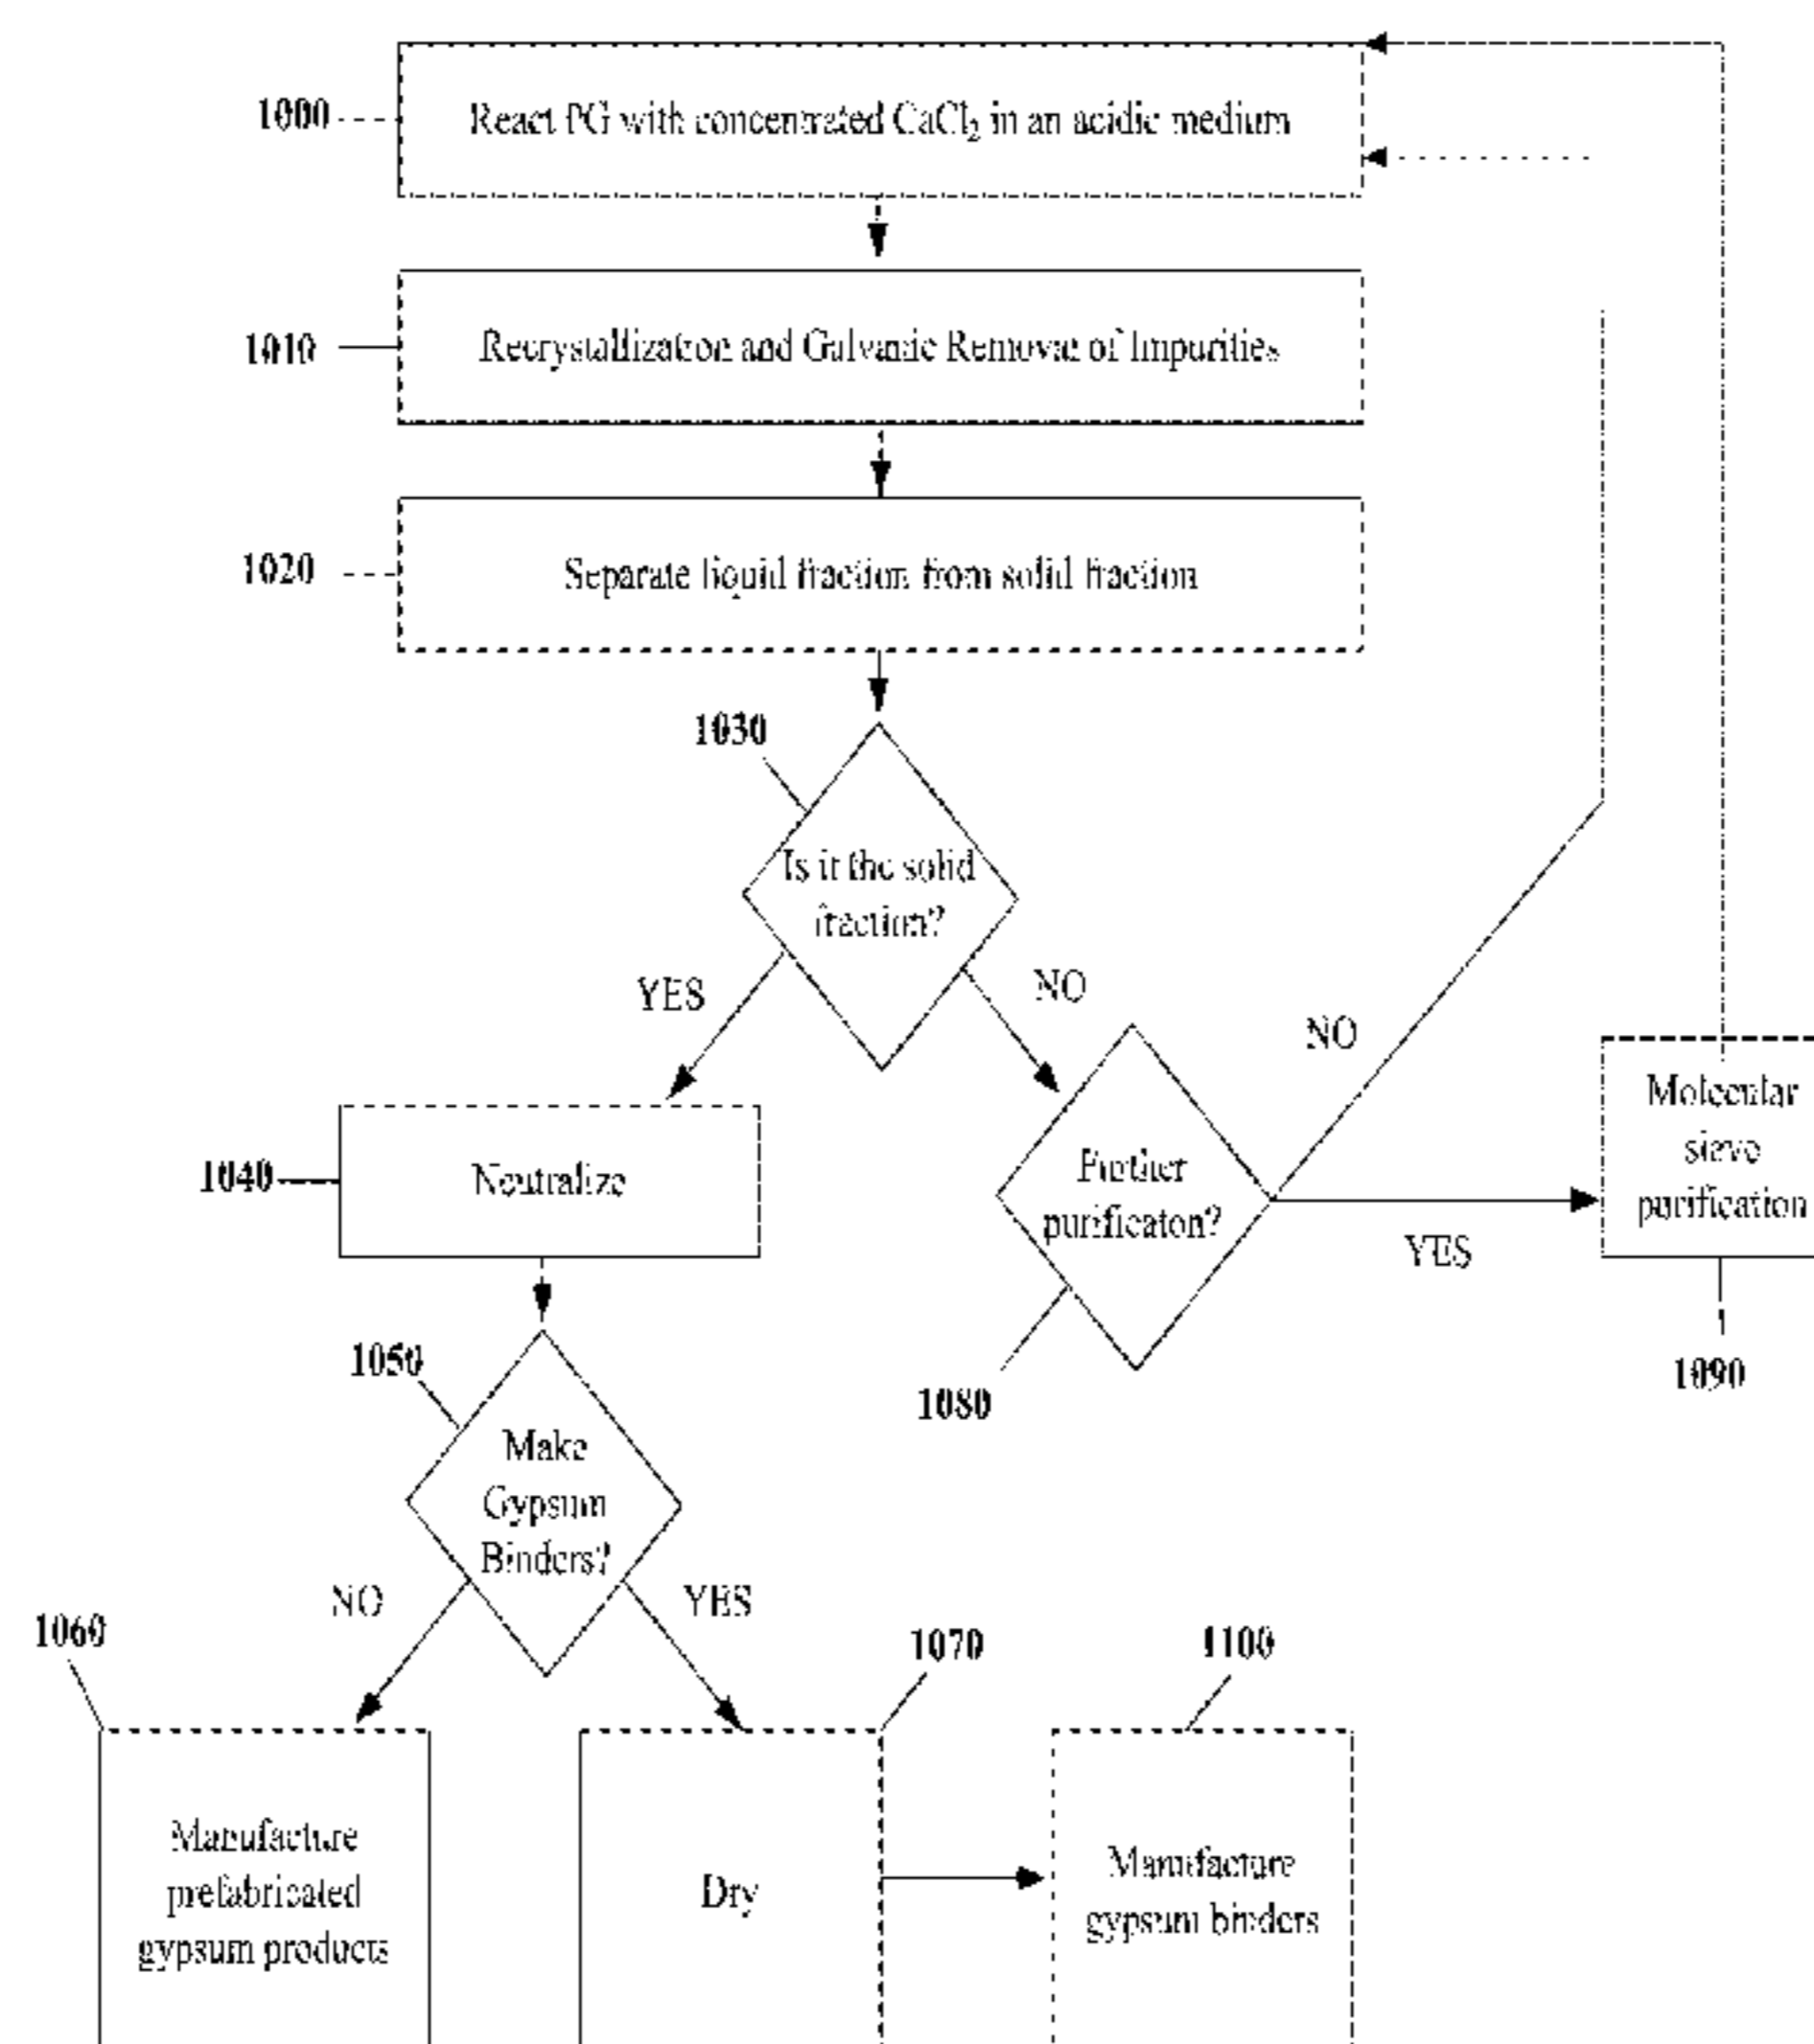 1000
React PG with concentrated CaCl₂ in an acidic medium
1010
Recrystallization and Galvanic Removal of Impurities
1020
Separate liquid fraction from solid fraction
1030
Is it the solid
fraction?
YES
NO
1040
Neutralize
Further
purificaton?
NO
YES
Molecular
sieve
purification
1080
1090
1050
Make
Gypsum
Binders?
NO
YES
1060
Manufacture
prefabricated
gypsum products
1070
Dry
1100
Manufacture
gypsum binders